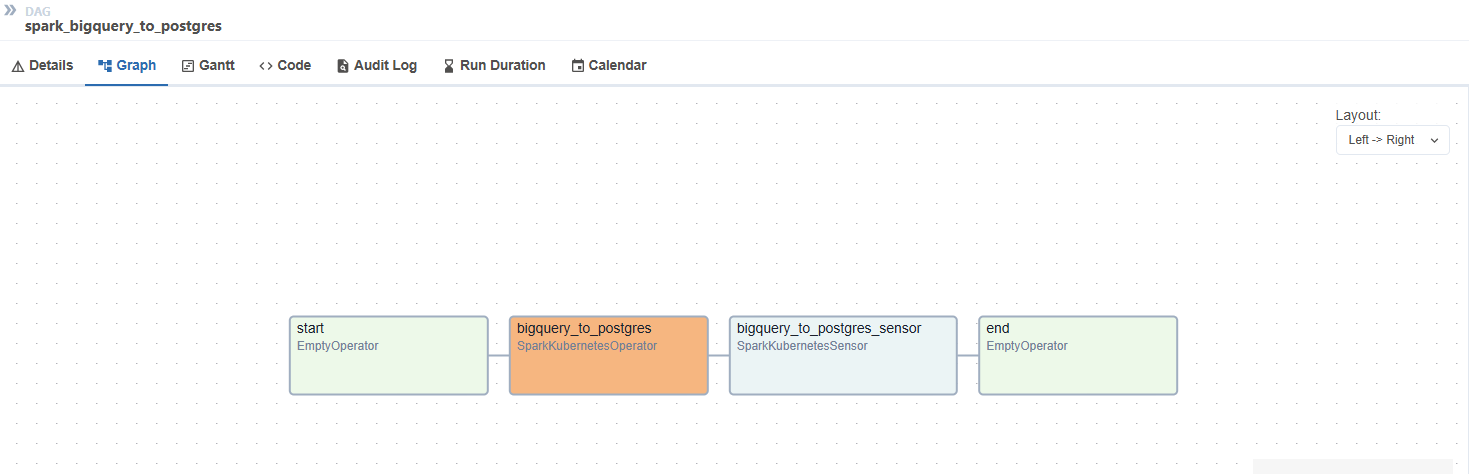 DAG
spark_bigquery_to_postgres
Details
Graph
Gantt
Code
Audit Log
Run Duration
Calendar
Layout:
Left -> Right
start
EmptyOperator
bigquery_to_postgres
SparkKubernetesOperator
bigquery_to_postgres_sensor
SparkKubernetesSensor
end
EmptyOperator